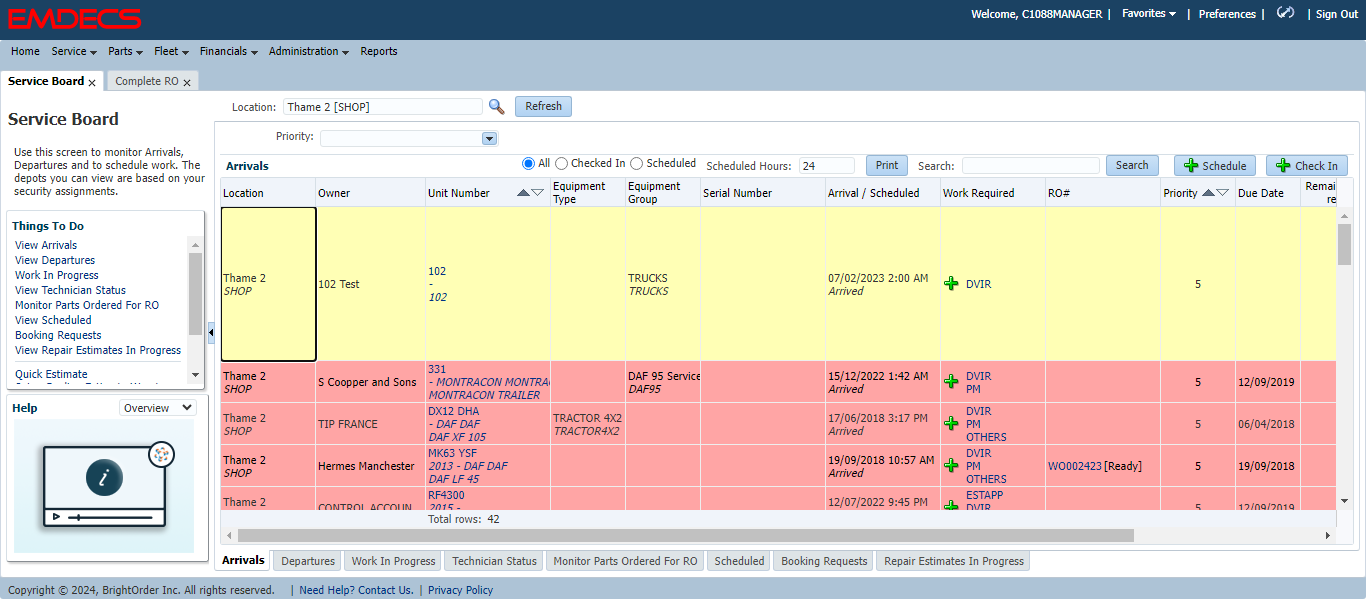 EMDECS
Welcome, C1088MANAGER | Favorites | Preferences | | Sign Out
Home Service Parts Fleet Financials Administration Reports
Service Board x Complete RO x
Service Board
Use this screen to monitor Arrivals,
Departures and to schedule work. The
depots you can view are based on your
security assignments.
Things To Do
View Arrivals
View Departures
Work In Progress
View Technician Status
Monitor Parts Ordered For RO
View Scheduled
Booking Requests
View Repair Estimates In Progress
Quick Estimate
Help Overview
Location: Thame 2 [SHOP] Refresh
Priority:
Arrivals All Checked In Scheduled Scheduled Hours: 24 Print Search: Search Schedule Check In
Location Owner Unit Number Equipment Type Equipment Group Serial Number Arrival / Scheduled Work Required RO# Priority Due Date Remai re
Thame 2 SHOP 102 Test 102 - 102 TRUCKS TRUCKS 07/02/2023 2:00 AM Arrived DVIR 5
Thame 2 SHOP S Coopper and Sons 331 - MONTRACON MONTRA MONTRACON TRAILER DAF 95 Service DAF95 15/12/2022 1:42 AM Arrived DVIR PM 5 12/09/2019
Thame 2 SHOP TIP FRANCE DX12 DHA - DAF DAF DAF XF 105 TRACTOR 4X2 TRACTOR4X2 17/06/2018 3:17 PM Arrived DVIR PM OTHERS 5 06/04/2018
Thame 2 SHOP Hermes Manchester MK63 YSF 2013 - DAF DAF DAF LF 45 19/09/2018 10:57 AM Arrived DVIR PM OTHERS WO002423 [Ready] 5 19/09/2018
Thame 2 CONTROL ACCOUN RF4300 2015 - 12/07/2022 9:45 PM ESTAPP DVIR 5 12/09/2019
Total rows: 42
Arrivals Departures Work In Progress Technician Status Monitor Parts Ordered For RO Scheduled Booking Requests Repair Estimates In Progress
Copyright © 2024, BrightOrder Inc. All rights reserved. | Need Help? Contact Us. | Privacy Policy